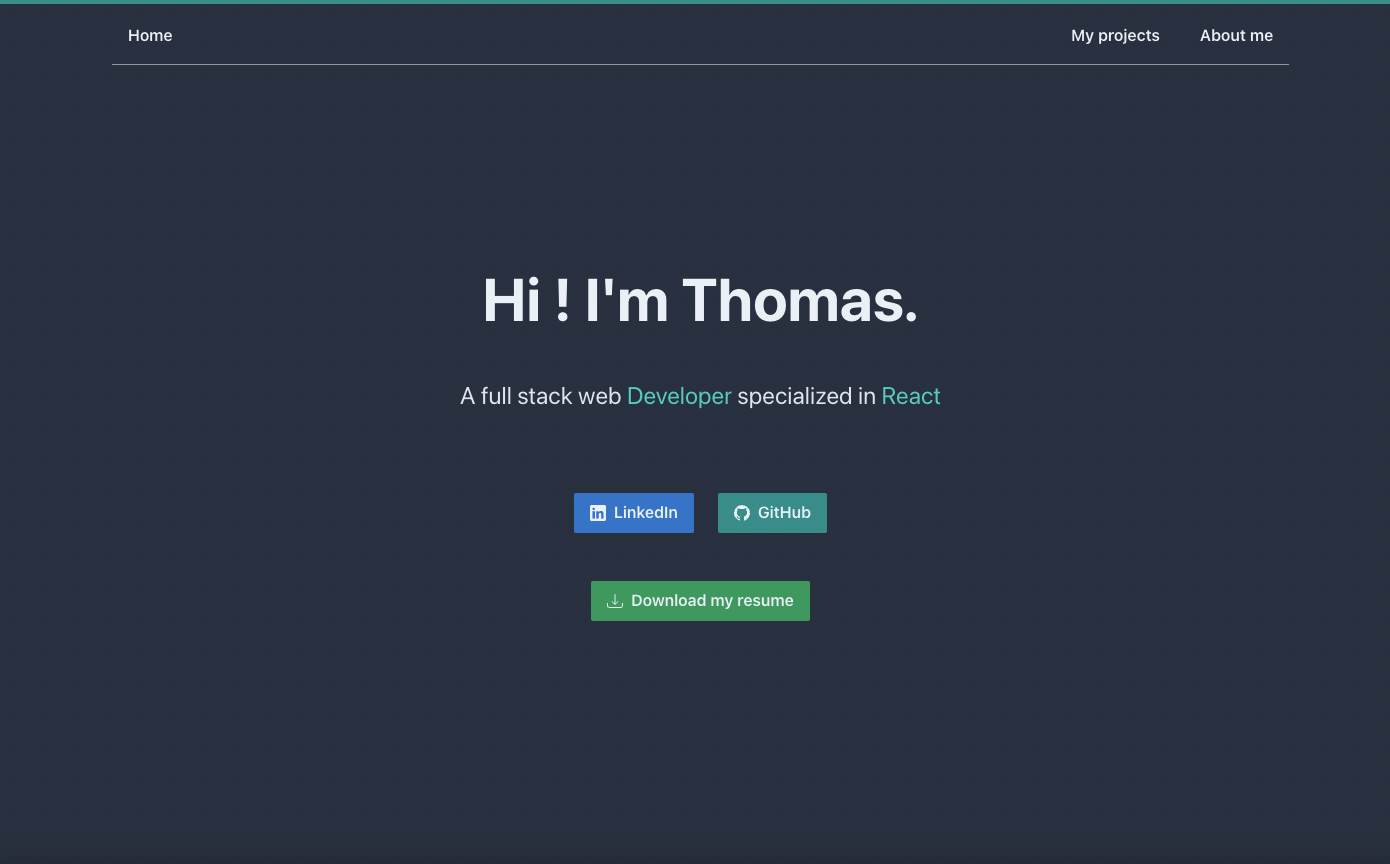 Home My projects About me
Hi ! I'm Thomas.
A full stack web Developer specialized in React
LinkedIn GitHub
Download my resume